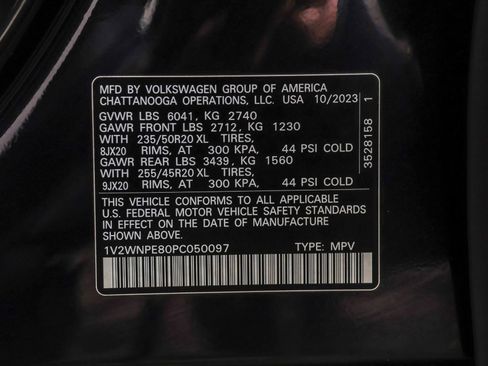 MFD BY VOLKSWAGEN GROUP OF AMERICA
CHATTANOOGA OPERATIONS, LLC. USA 10/2023
GVWR LBS 6041, KG 2740
GAWR FRONT LBS 2712, KG 1230
WITH 235/50R20 XL TIRES,
8JX20 RIMS, AT 300 KPA, 44 PSI COLD
GAWR REAR LBS 3439, KG 1560
WITH 255/45R20 XL TIRES,
9JX20 RIMS, AT 300 KPA, 44 PSI COLD
THIS VEHICLE CONFORMS TO ALL APPLICABLE
U.S. FEDERAL MOTOR VEHICLE SAFETY STANDARDS
IN EFFECT ON THE DATE OF MANUFACTURE
SHOWN ABOVE.
1V2WNPE80PC050097 TYPE: MPV
3528158 1